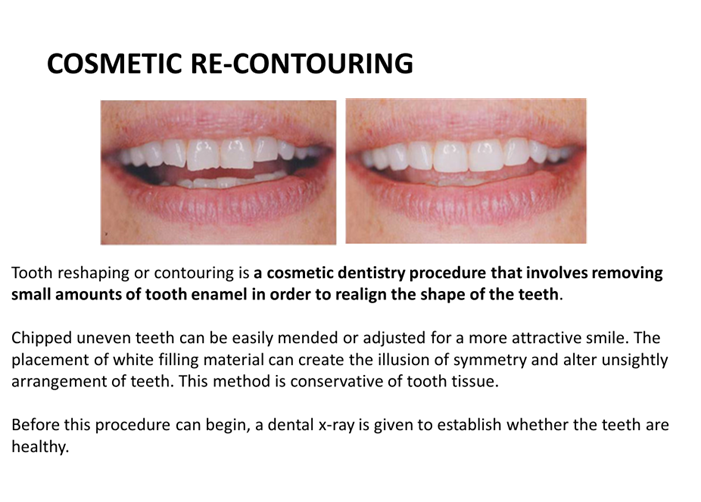 COSMETIC RE-CONTOURING
Tooth reshaping or contouring is a cosmetic dentistry procedure that involves removing
small amounts of tooth enamel in order to realign the shape of the teeth.
Chipped uneven teeth can be easily mended or adjusted for a more attractive smile. The
placement of white filling material can create the illusion of symmetry and alter unsightly
arrangement of teeth. This method is conservative of tooth tissue.
Before this procedure can begin, a dental x-ray is given to establish whether the teeth are
healthy.